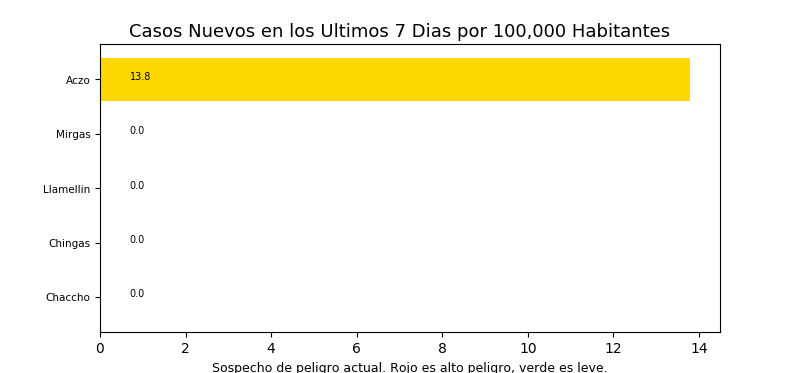 Casos Nuevos en los Ultimos 7 Dias por 100,000 Habitantes
Aczo 13.8
Mirgas 0.0
Llamellin 0.0
Chingas 0.0
Chaccho 0.0
0 2 4 6 8 10 12 14
Sospecho de peligro actual. Rojo es alto peligro, verde es leve.